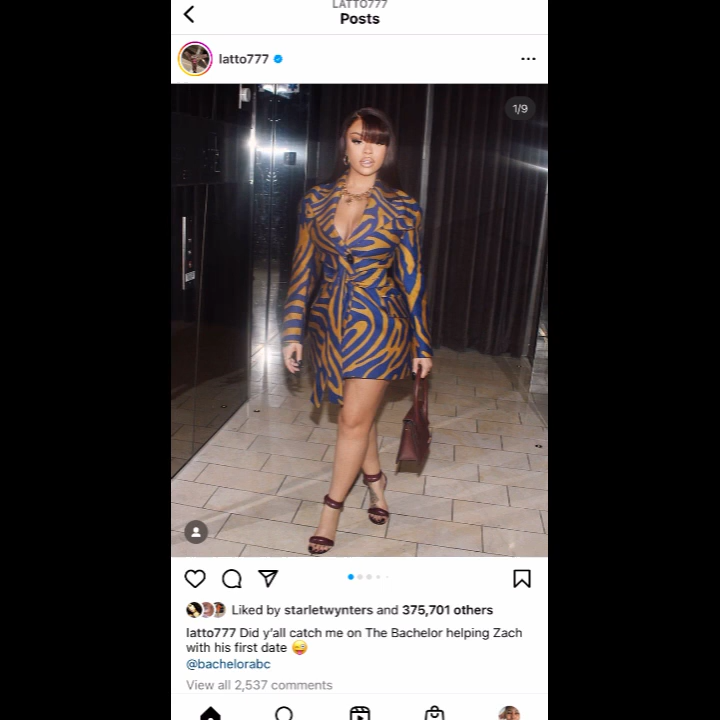 LATTO777
Posts
latto777
1/9
Liked by starletwynters and 375,701 others
latto777 Did y'all catch me on The Bachelor helping Zach
with his first date 😜
@bachelorabc
View all 2,537 comments